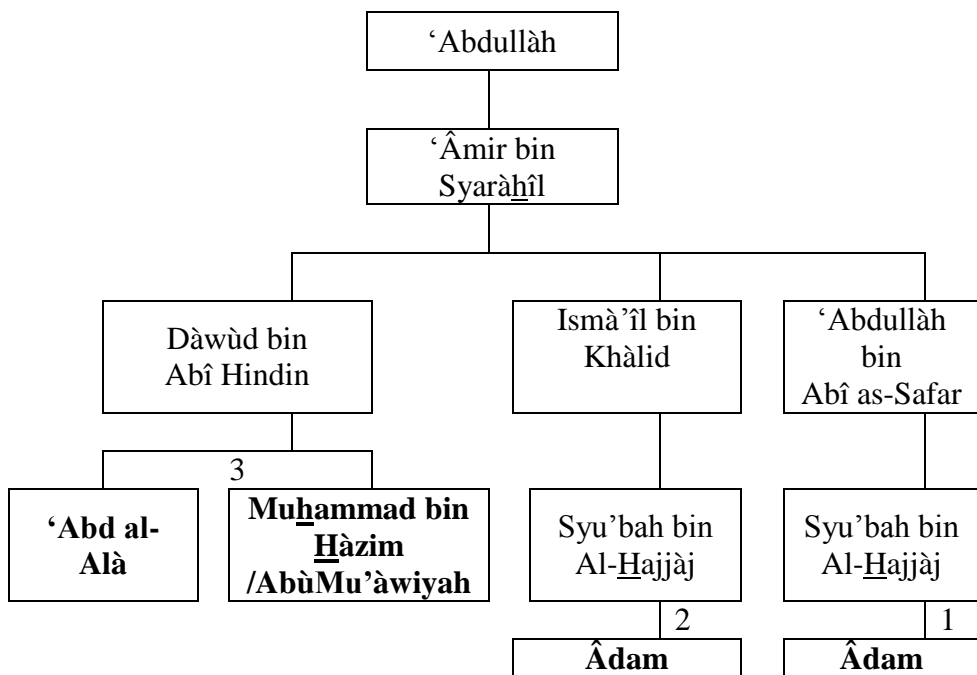 ‘Abdullàh
‘Âmir bin
Syaràhîl
Dàwùd bin
Abî Hindin
Ismà’îl bin
Khàlid
‘Abdullàh
bin
Abî as-Safar
3
‘Abd al-
Alà
Muhammad bin
Hàzim
/AbùMu’àwiyah
Syu’bah bin
Al-Hajjàj
Syu’bah bin
Al-Hajjàj
2
1
Âdam
Âdam